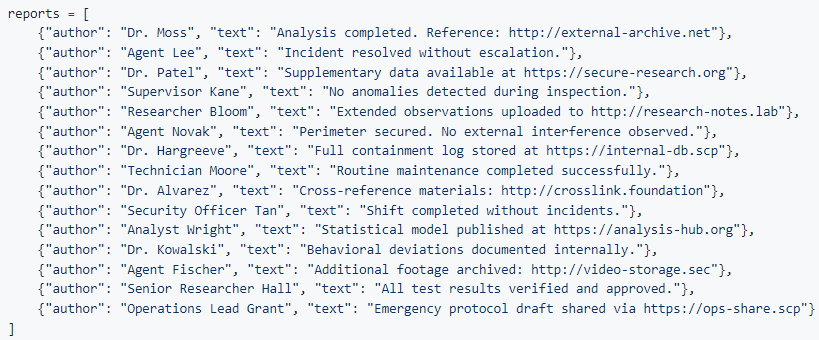 reports = [
    {"author": "Dr. Moss", "text": "Analysis completed. Reference: http://external-archive.net"},
    {"author": "Agent Lee", "text": "Incident resolved without escalation."},
    {"author": "Dr. Patel", "text": "Supplementary data available at https://secure-research.org"},
    {"author": "Supervisor Kane", "text": "No anomalies detected during inspection."},
    {"author": "Researcher Bloom", "text": "Extended observations uploaded to http://research-notes.lab"},
    {"author": "Agent Novak", "text": "Perimeter secured. No external interference observed."},
    {"author": "Dr. Hargreeve", "text": "Full containment log stored at https://internal-db.scp"},
    {"author": "Technician Moore", "text": "Routine maintenance completed successfully."},
    {"author": "Dr. Alvarez", "text": "Cross-reference materials: http://crosslink.foundation"},
    {"author": "Security Officer Tan", "text": "Shift completed without incidents."},
    {"author": "Analyst Wright", "text": "Statistical model published at https://analysis-hub.org"},
    {"author": "Dr. Kowalski", "text": "Behavioral deviations documented internally."},
    {"author": "Agent Fischer", "text": "Additional footage archived: http://video-storage.sec"},
    {"author": "Senior Researcher Hall", "text": "All test results verified and approved."},
    {"author": "Operations Lead Grant", "text": "Emergency protocol draft shared via https://ops-share.scp"}
]